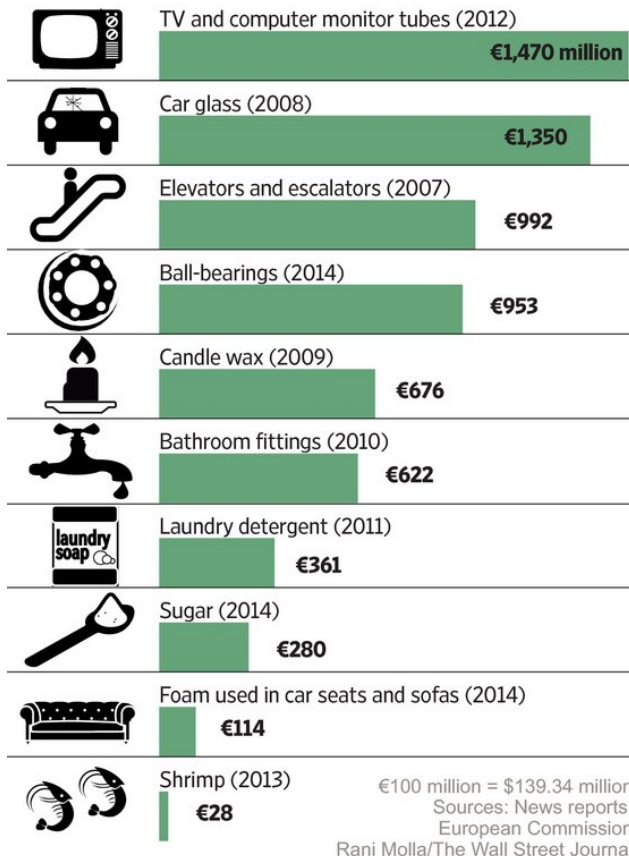 TV and computer monitor tubes (2012)
€1,470 million
Car glass (2008)
€1,350
Elevators and escalators (2007)
€992
Ball-bearings (2014)
€953
Candle wax (2009)
€676
Bathroom fittings (2010)
€622
laundry
soap
Laundry detergent (2011)
€361
Sugar (2014)
€280
Foam used in car seats and sofas (2014)
€114
Shrimp (2013)
€28
€100 million = $139.34 million
Sources: News reports
European Commission
Rani Molla/The Wall Street Journa